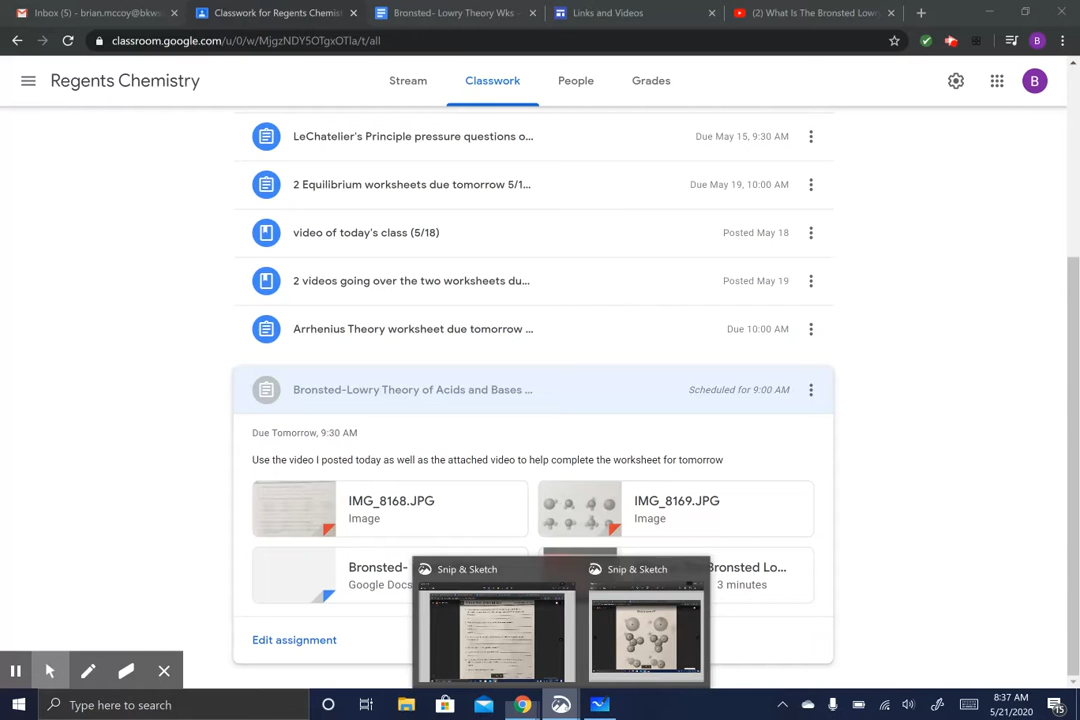 Inbox (5) - brian.mccoy@bkws
Classwork for Regents Chemist
Bronsted- Lowry Theory Wks -
Links and Videos
(2) What Is The Bronsted Lowr
classroom.google.com/u/0/w/MjgzNDY5OTgxOTla/t/all
B
Regents Chemistry
Stream
Classwork
People
Grades
B
LeChatelier's Principle pressure questions o...
Due May 15, 9:30 AM
2 Equilibrium worksheets due tomorrow 5/1...
Due May 19, 10:00 AM
video of today's class (5/18)
Posted May 18
2 videos going over the two worksheets du...
Posted May 19
Arrhenius Theory worksheet due tomorrow ...
Due 10:00 AM
Bronsted-Lowry Theory of Acids and Bases ...
Scheduled for 9:00 AM
Due Tomorrow, 9:30 AM
Use the video I posted today as well as the attached video to help complete the worksheet for tomorrow
IMG_8168.JPG
Image
IMG_8169.JPG
Image
Bronsted-
Google Docs
Bronsted Lo...
3 minutes
Snip & Sketch
Snip & Sketch
Edit assignment
Type here to search
8:37 AM
5/21/2020
15